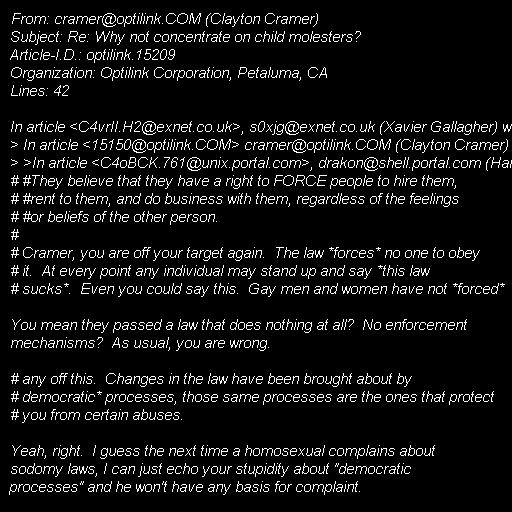 From: cramer@optilink.COM (Clayton Cramer)
Subject: Re: Why not concentrate on child molesters?
Article-I.D.: optilink.15209
Organization: Optilink Corporation, Petaluma, CA
Lines: 42

In article <C4vrII.H2@exnet.co.uk>, s0xjg@exnet.co.uk (Xavier Gallagher) w
> In article <15150@optilink.COM> cramer@optilink.COM (Clayton Cramer)
> >In article <C4oBCK.761@unix.portal.com>, drakon@shell.portal.com (Har
# #They believe that they have a right to FORCE people to hire them,
# #rent to them, and do business with them, regardless of the feelings
# #or beliefs of the other person.
#
# Cramer, you are off your target again.  The law *forces* no one to obey
# it.  At every point any individual may stand up and say *this law
# sucks*.  Even you could say this.  Gay men and women have not *forced*

You mean they passed a law that does nothing at all?  No enforcement
mechanisms?  As usual, you are wrong.

# any off this.  Changes in the law have been brought about by
# democratic* processes, those same processes are the ones that protect
# you from certain abuses.

Yeah, right.  I guess the next time a homosexual complains about
sodomy laws, I can just echo your stupidity about "democratic
processes" and he won't have any basis for complaint.